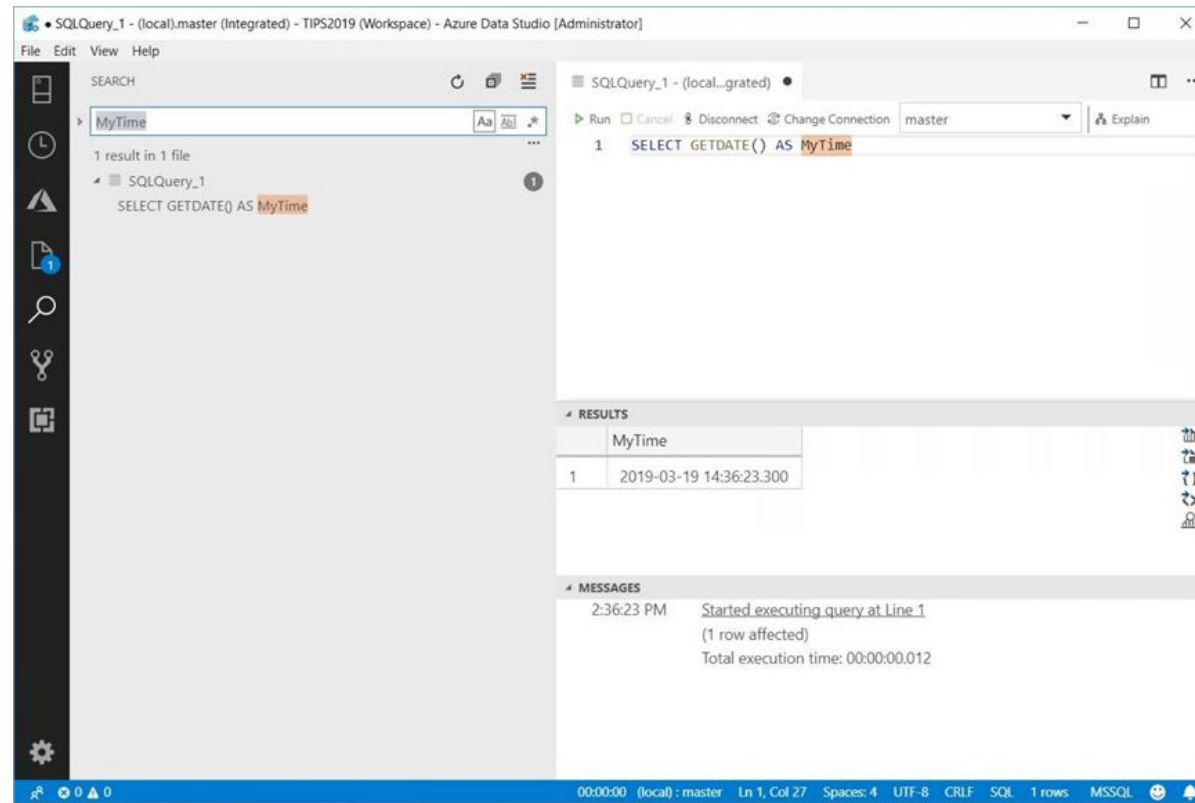 ● SQLQuery_1 - (local).master (Integrated) - TIPS2019 (Workspace) - Azure Data Studio [Administrator]
File Edit View Help
SEARCH
MyTime
Aa Abl .*
1 result in 1 file
SQLQuery_1 1
SELECT GETDATE() AS MyTime
1
SQLQuery_1 - (local...grated) ●
Run Cancel Disconnect Change Connection master Explain
1 SELECT GETDATE() AS MyTime
RESULTS
MyTime
1 2019-03-19 14:36:23.300
MESSAGES
2:36:23 PM Started executing query at Line 1
(1 row affected)
Total execution time: 00:00:00.012
0 0 00:00:00 (local) : master Ln 1, Col 27 Spaces: 4 UTF-8 CRLF SQL 1 rows MSSQL